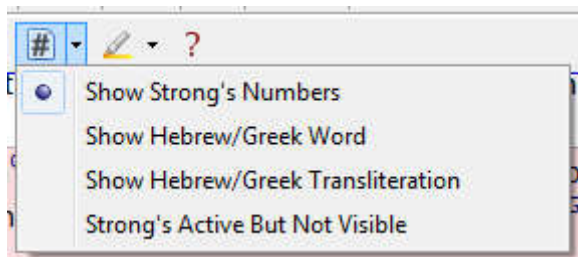 # ?
Show Strong's Numbers
Show Hebrew/Greek Word
Show Hebrew/Greek Transliteration
Strong's Active But Not Visible